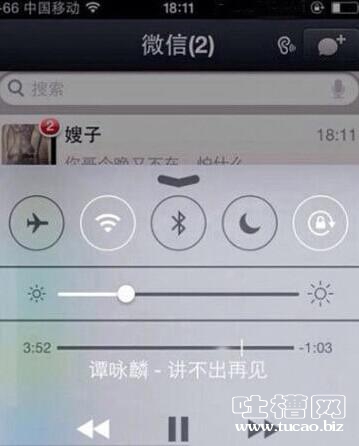 -66 中国移动 18:11
微信(2)
搜索
2
嫂子 18:11
你哥今晚又不在，怕什么
3:52 -1:03
谭咏麟 - 讲不出再见
吐槽网
www.tucao.biz